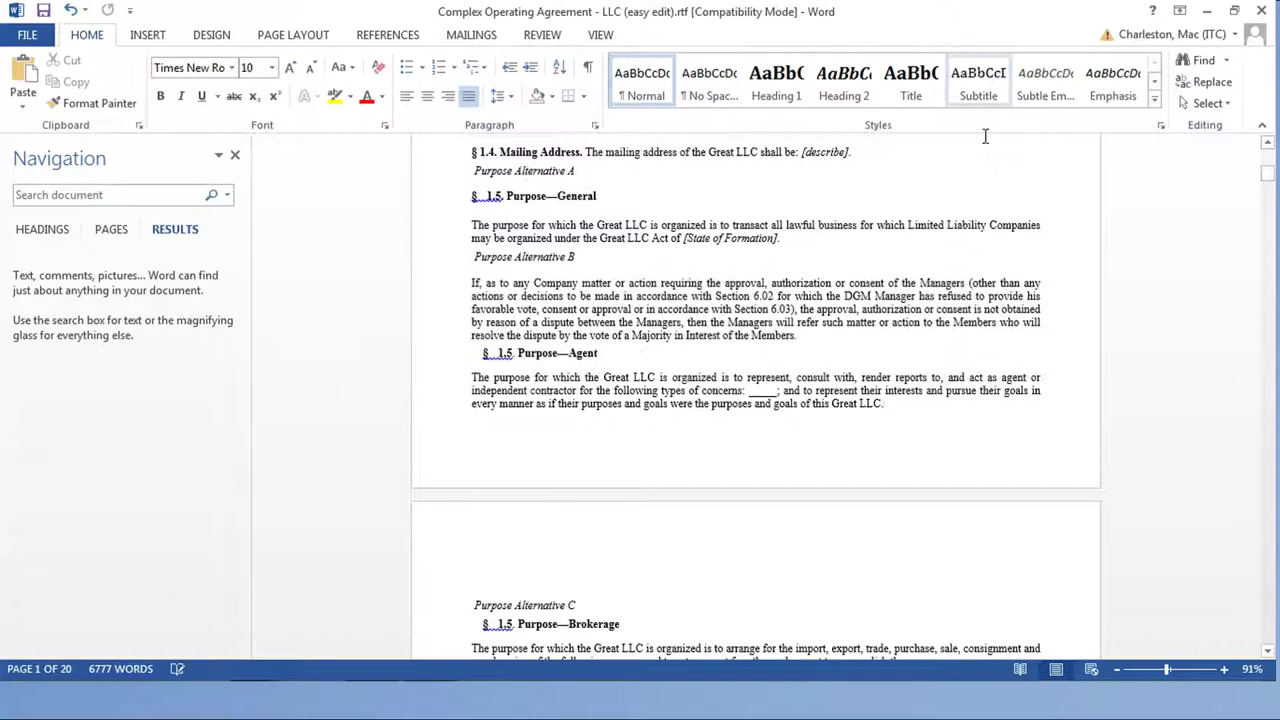 Complex Operating Agreement - LLC (easy edit).rtf [Compatibility Mode] - Word
FILE HOME INSERT DESIGN PAGE LAYOUT REFERENCES MAILINGS REVIEW VIEW Charleston, Mac (ITC)
Paste Cut Copy Format Painter
Times New Ro 10
AaBbCcDc AaBbCcDc AaBbC AaBbCc AaBbC AaBbCcI AaBbCcDc AaBbCcDc
¶ Normal ¶ No Spac... Heading 1 Heading 2 Title Subtitle Subtle Em... Emphasis
Find Replace Select
Clipboard Font Paragraph Styles Editing
Navigation
Search document
HEADINGS PAGES RESULTS
Text, comments, pictures... Word can find
just about anything in your document.
Use the search box for text or the magnifying
glass for everything else.
§ 1.4. Mailing Address. The mailing address of the Great LLC shall be: [describe].
Purpose Alternative A
§ 1.5. Purpose—General
The purpose for which the Great LLC is organized is to transact all lawful business for which Limited Liability Companies
may be organized under the Great LLC Act of [State of Formation].
Purpose Alternative B
If, as to any Company matter or action requiring the approval, authorization or consent of the Managers (other than any
actions or decisions to be made in accordance with Section 6.02 for which the DGM Manager has refused to provide his
favorable vote, consent or approval or in accordance with Section 6.03), the approval, authorization or consent is not obtained
by reason of a dispute between the Managers, then the Managers will refer such matter or action to the Members who will
resolve the dispute by the vote of a Majority in Interest of the Members.
§ 1.5. Purpose—Agent
The purpose for which the Great LLC is organized is to represent, consult with, render reports to, and act as agent or
independent contractor for the following types of concerns: _____; and to represent their interests and pursue their goals in
every manner as if their purposes and goals were the purposes and goals of this Great LLC.
Purpose Alternative C
§ 1.5. Purpose—Brokerage
The purpose for which the Great LLC is organized is to arrange for the import, export, trade, purchase, sale, consignment and
PAGE 1 OF 20 6777 WORDS 91%